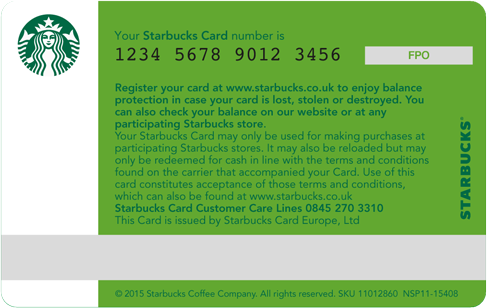 Your Starbucks Card number is
1234 5678 9012 3456
FPO
Register your card at www.starbucks.co.uk to enjoy balance
protection in case your card is lost, stolen or destroyed. You
can also check your balance on our website or at any
participating Starbucks store.
Your Starbucks Card may only be used for making purchases at
participating Starbucks stores. It may also be reloaded but may
only be redeemed for cash in line with the terms and conditions
found on the carrier that accompanied your Card. Use of this
card constitutes acceptance of those terms and conditions,
which can also be found at www.starbucks.co.uk
Starbucks Card Customer Care Lines 0845 270 3310
This Card is issued by Starbucks Card Europe, Ltd
STARBUCKS®
© 2015 Starbucks Coffee Company. All rights reserved. SKU 11012860 NSP11-15408